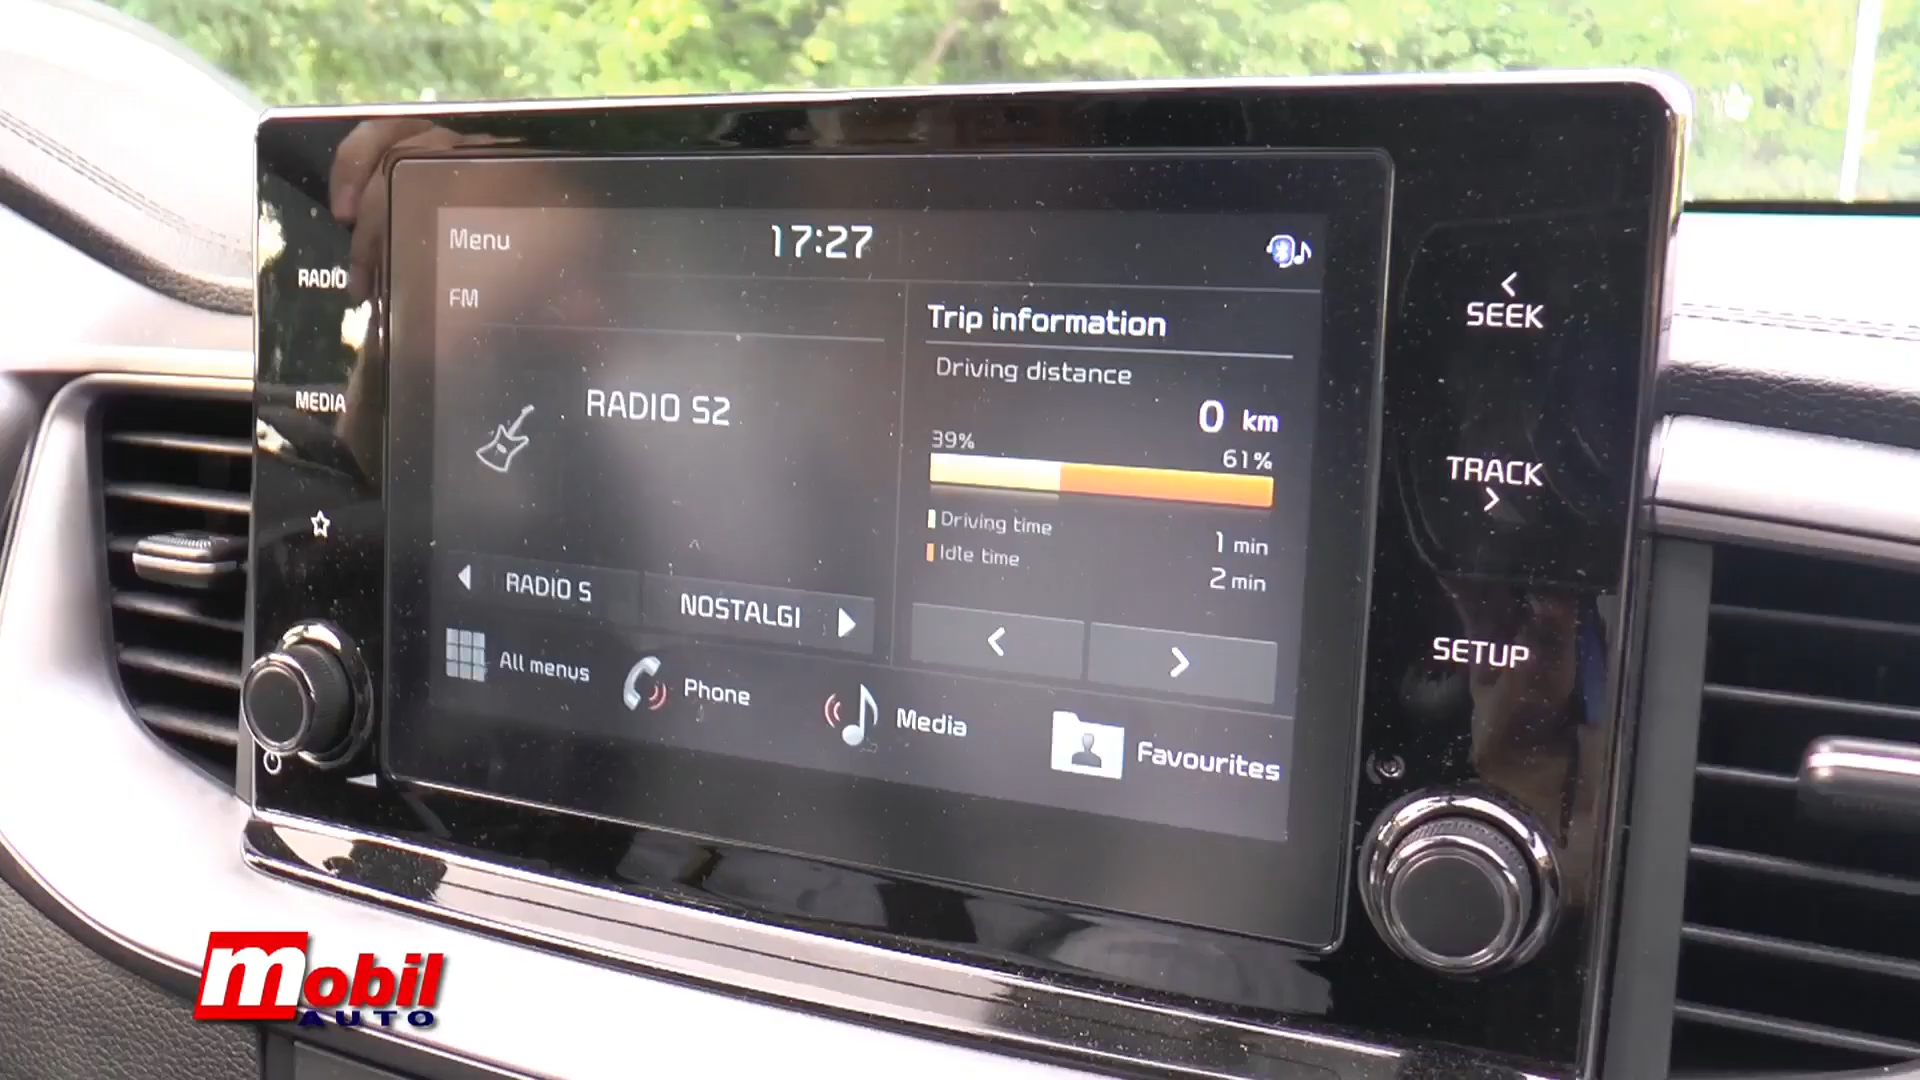 Menu
17:27
FM
RADIO
MEDIA
RADIO S2
RADIO S
NOSTALGI
Trip information
Driving distance
0 km
39%
61%
Driving time
1 min
Idle time
2 min
All menus
Phone
Media
Favourites
SEEK
TRACK
SETUP
mobil
AUTO